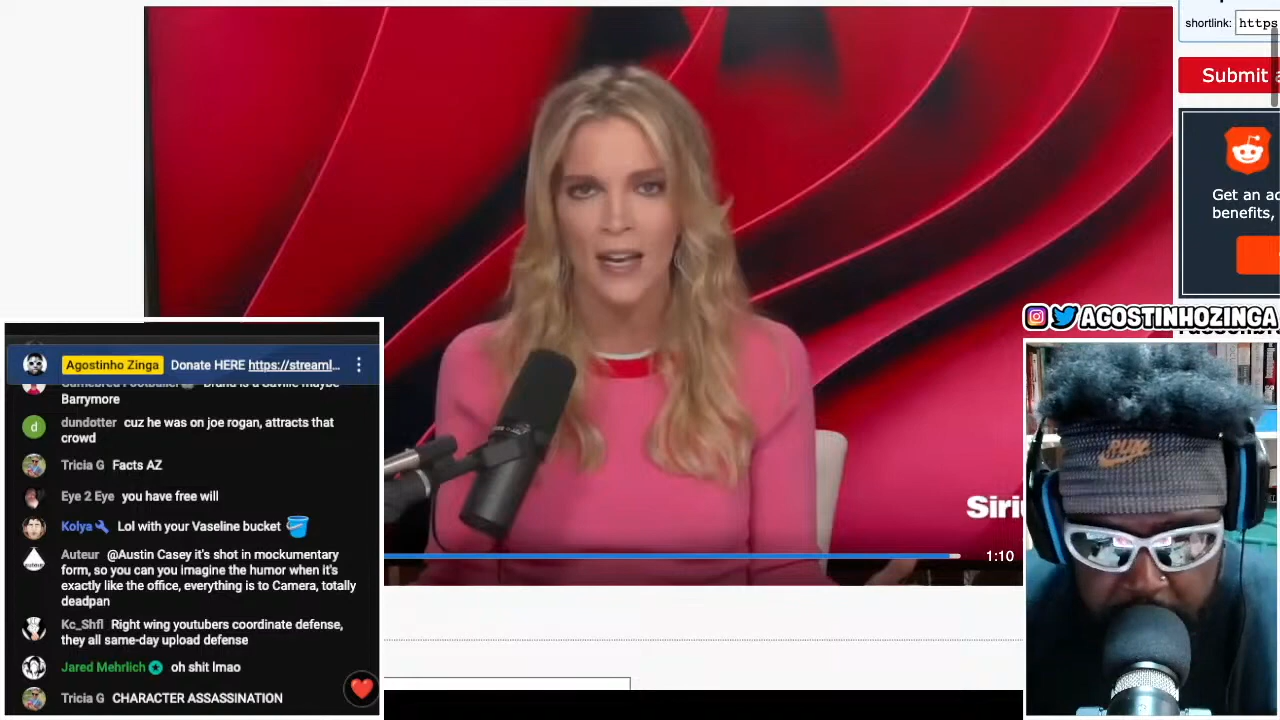 shortlink:
https
Submit a
Get an ad
benefits,
Siri
1:10
AGOSTINHOZINGA
Agostinho Zinga Donate HERE https://streaml...
Barrymore
dundotter cuz he was on joe rogan, attracts that
crowd
Tricia G Facts AZ
Eye 2 Eye you have free will
Kolya Lol with your Vaseline bucket
Auteur @Austin Casey it's shot in mockumentary
form, so you can you imagine the humor when it's
exactly like the office, everything is to Camera, totally
deadpan
Kc_Shfl Right wing youtubers coordinate defense,
they all same-day upload defense
Jared Mehrlich oh shit lmao
Tricia G CHARACTER ASSASSINATION